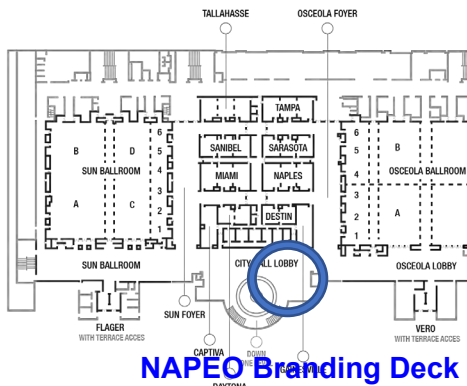 TALLAHASSE
OSCEOLA FOYER
TAMPA
SANIBEL
SARASOTA
MIAMI
NAPLES
DESTIN
B
D
SUN BALLROOM
A
C
6
5
4
3
2
1
6
5
4
3
2
1
B
OSCEOLA BALLROOM
A
SUN BALLROOM
CITY ALL LOBBY
OSCEOLA LOBBY
FLAGER
WITH TERRACE ACCES
SUN FOYER
VERO
WITH TERRACE ACCES
CAPTIVA
DOWN
NAPEO Branding Deck
DAYTONA